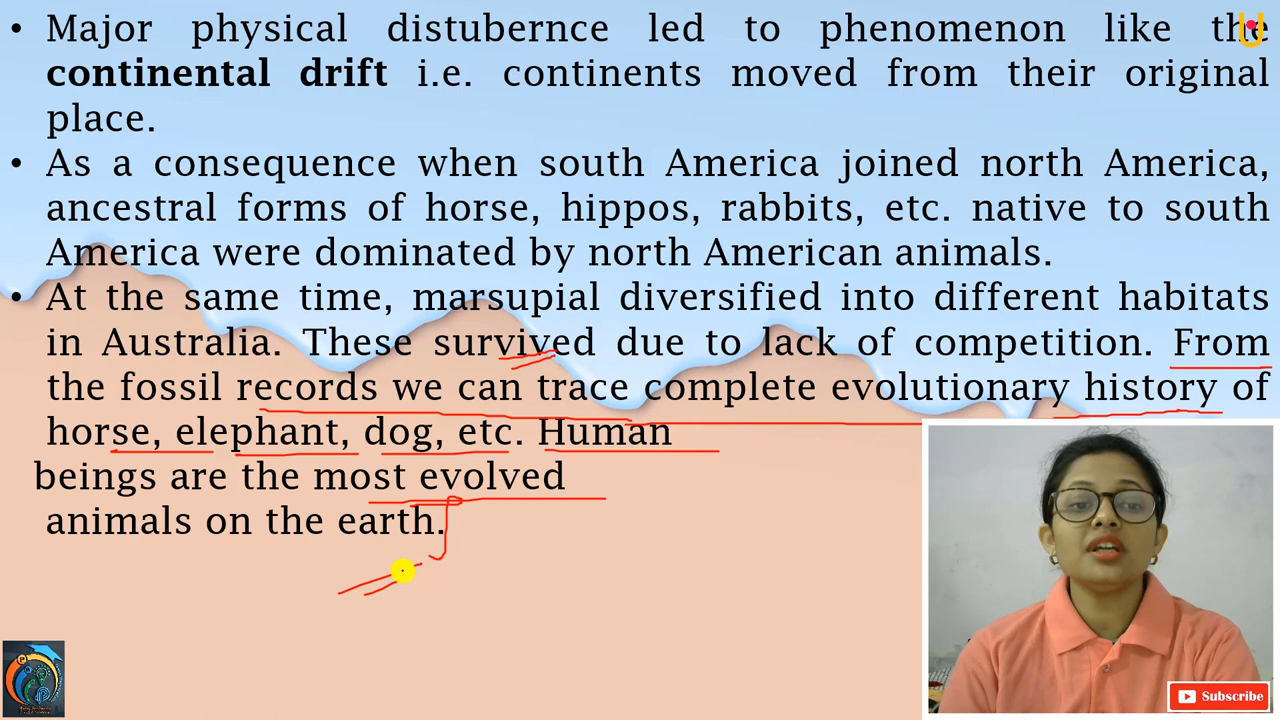 • Major physical distubernce led to phenomenon like the
continental drift i.e. continents moved from their original
place.
• As a consequence when south America joined north America,
ancestral forms of horse, hippos, rabbits, etc. native to south
America were dominated by north American animals.
• At the same time, marsupial diversified into different habitats
in Australia. These survived due to lack of competition. From
the fossil records we can trace complete evolutionary history of
horse, elephant, dog, etc. Human
beings are the most evolved
animals on the earth.
Subscribe